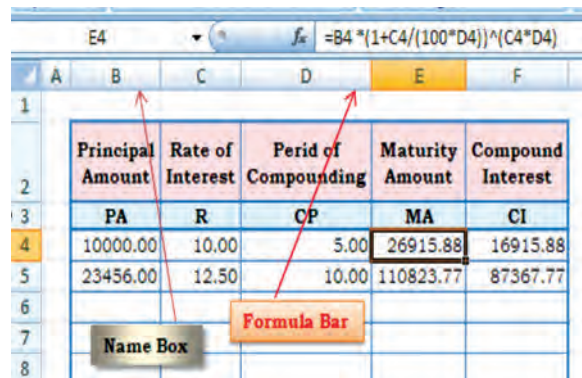 E4 fx =B4 *(1+C4/(100*D4))^(C4*D4)
A B C D E F
1
Principal Rate of Perid of Maturity Compound
2 Amount Interest Compounding Amount Interest
3 PA R CP MA CI
4 10000.00 10.00 5.00 26915.88 16915.88
5 23456.00 12.50 10.00 110823.77 87367.77
6
Formula Bar
7 Name Box
8